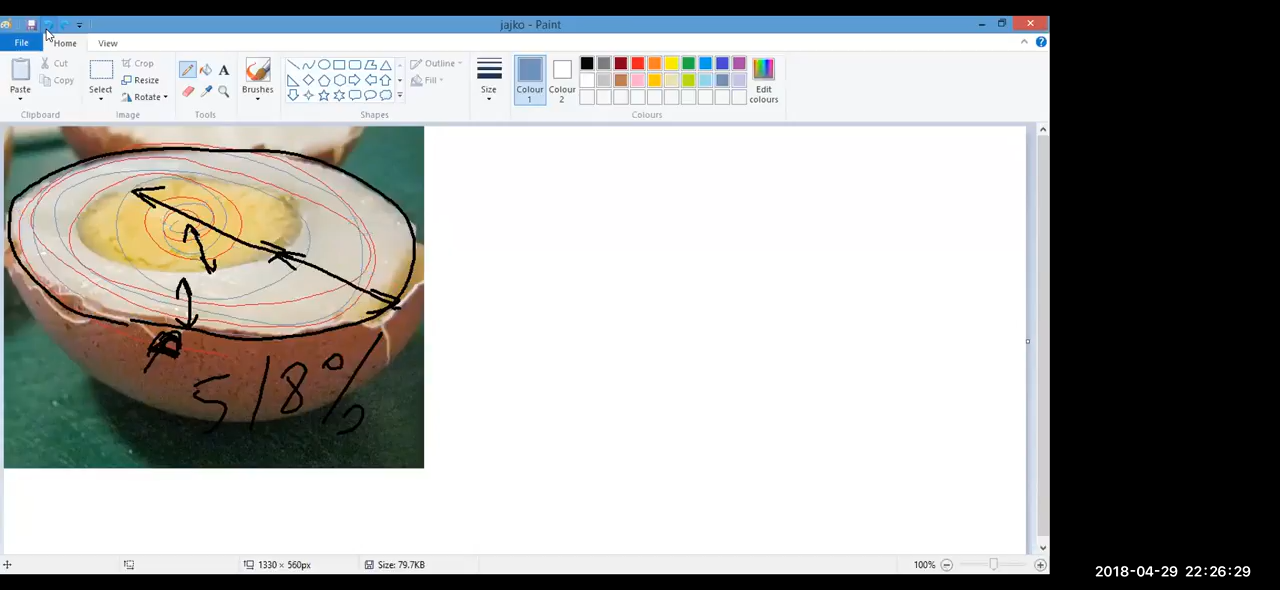 jajko - Paint
File Home View
Paste
Cut
Copy
Clipboard
Select
Crop
Resize
Rotate
Image
A
Tools
Brushes
Outline
Fill
Shapes
Size
Colour 1
Colour 2
Edit colours
Colours
518%
1330 × 560px
Size: 79.7KB
100%
2018-04-29 22:26:29